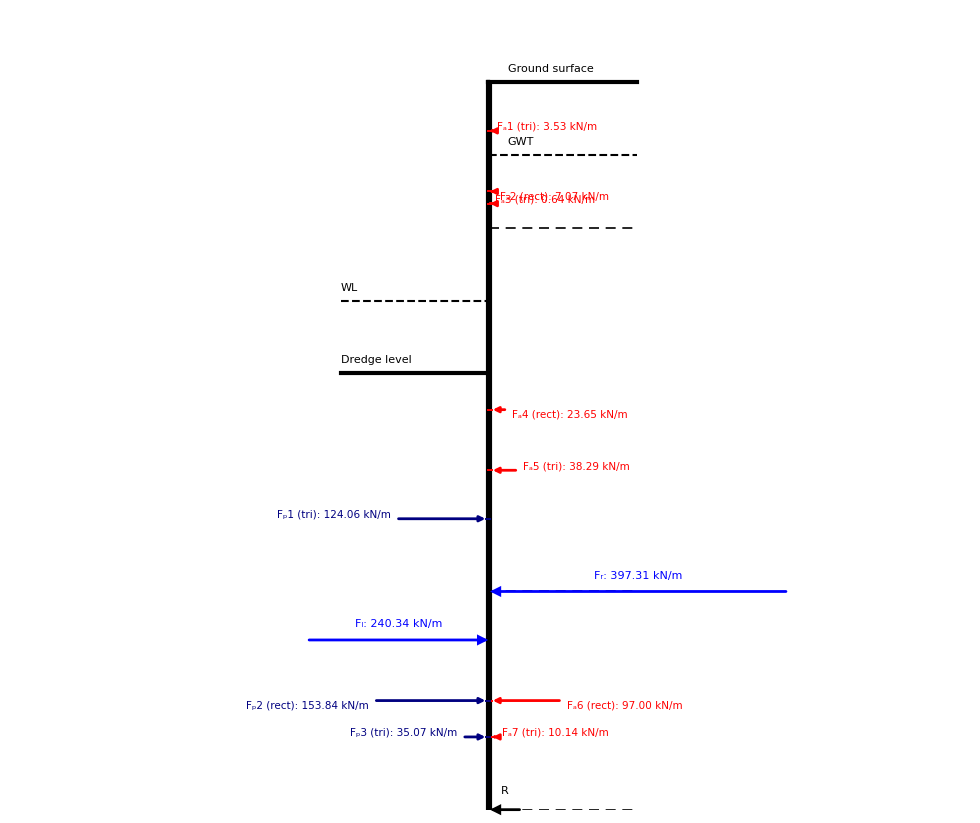 Ground surface
Fₐ1 (tri): 3.53 kN/m
GWT
Fₐ2 (rect): 7.07 kN/m
Fₐ3 (tri): 0.64 kN/m
WL
Dredge level
Fₐ4 (rect): 23.65 kN/m
Fₐ5 (tri): 38.29 kN/m
Fₚ1 (tri): 124.06 kN/m
Fᵣ: 397.31 kN/m
Fₗ: 240.34 kN/m
Fₚ2 (rect): 153.84 kN/m
Fₐ6 (rect): 97.00 kN/m
Fₚ3 (tri): 35.07 kN/m
Fₐ7 (tri): 10.14 kN/m
R